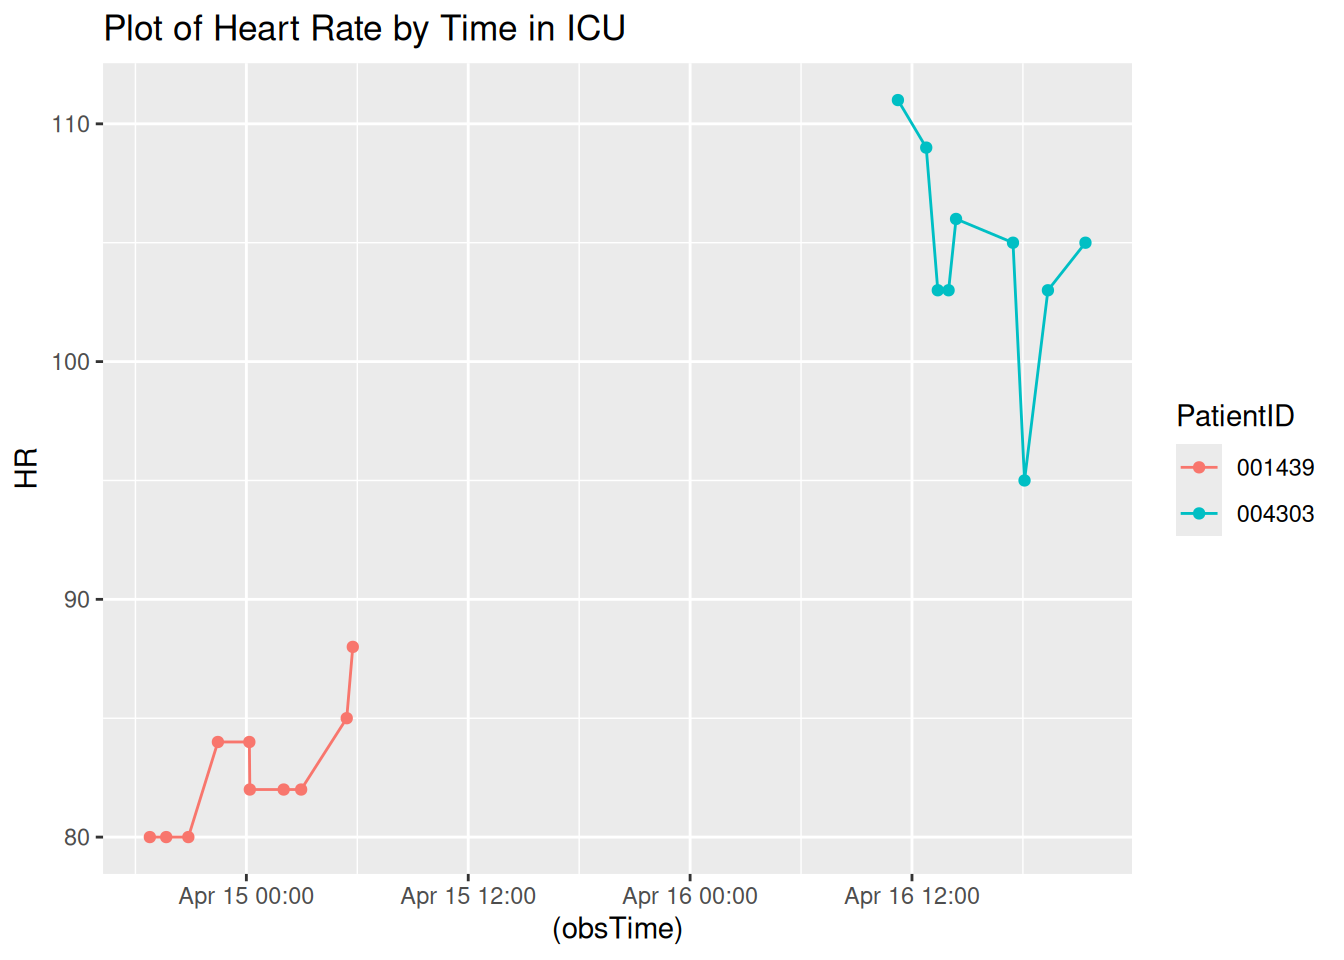 Plot of Heart Rate by Time in ICU
110
100
90
80
HR
Apr 15 00:00
Apr 15 12:00
Apr 16 00:00
Apr 16 12:00
(obsTime)
PatientID
001439
004303